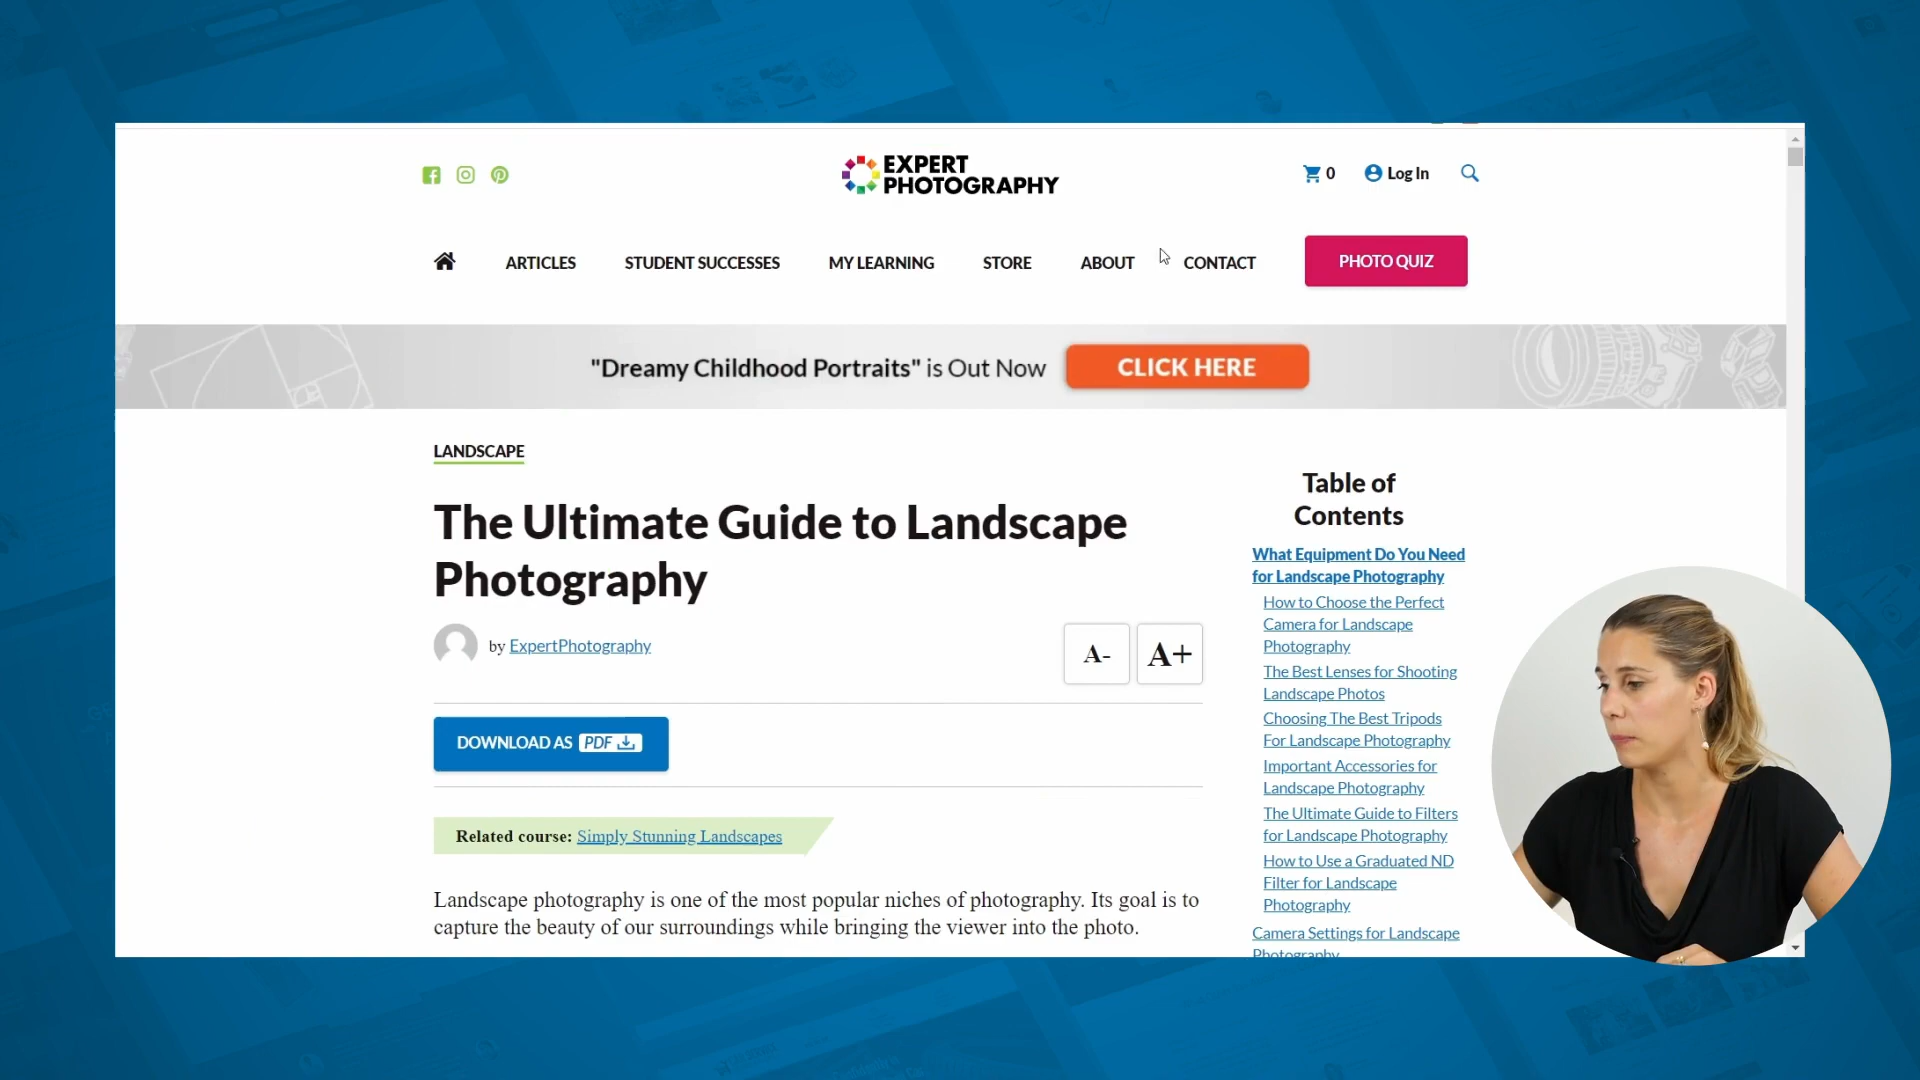 EXPERT
PHOTOGRAPHY
0
Log In
ARTICLES
STUDENT SUCCESSES
MY LEARNING
STORE
ABOUT
CONTACT
PHOTO QUIZ
"Dreamy Childhood Portraits" is Out Now
CLICK HERE
LANDSCAPE
The Ultimate Guide to Landscape
Photography
by ExpertPhotography
A-
A+
DOWNLOAD AS PDF
Related course: Simply Stunning Landscapes
Landscape photography is one of the most popular niches of photography. Its goal is to
capture the beauty of our surroundings while bringing the viewer into the photo.
Table of
Contents
What Equipment Do You Need
for Landscape Photography
How to Choose the Perfect
Camera for Landscape
Photography
The Best Lenses for Shooting
Landscape Photos
Choosing The Best Tripods
For Landscape Photography
Important Accessories for
Landscape Photography
The Ultimate Guide to Filters
for Landscape Photography
How to Use a Graduated ND
Filter for Landscape
Photography
Camera Settings for Landscape
Photography